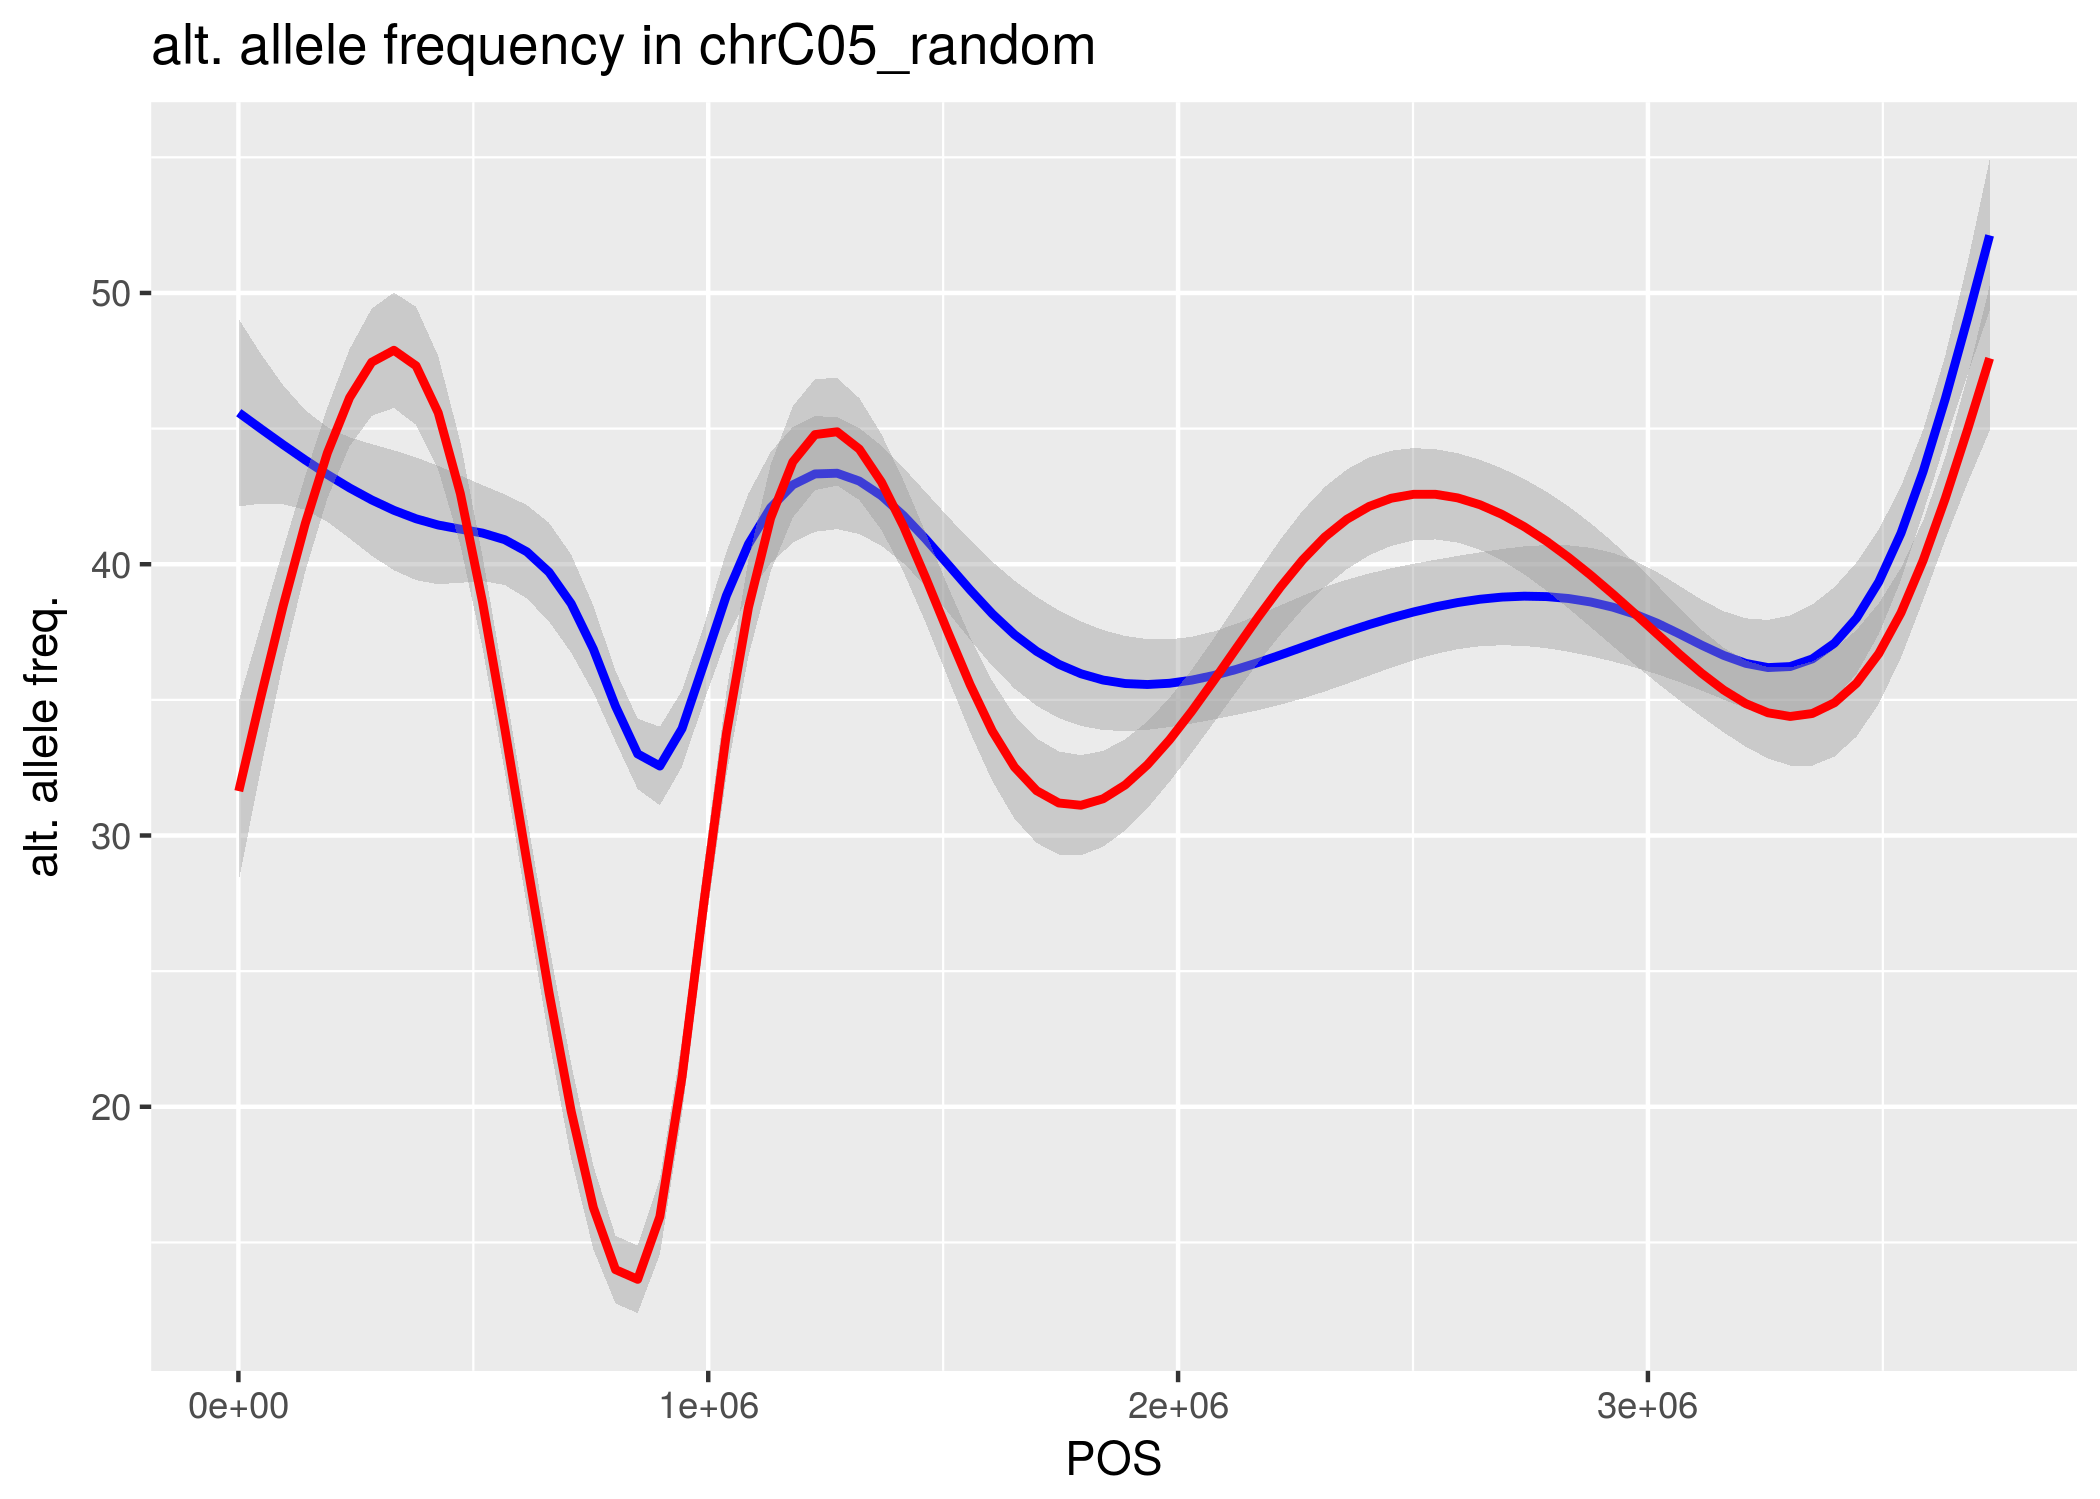 alt. allele frequency in chrC05_random
alt. allele freq.
50
40
30
20
0e+00 1e+06 2e+06 3e+06
POS